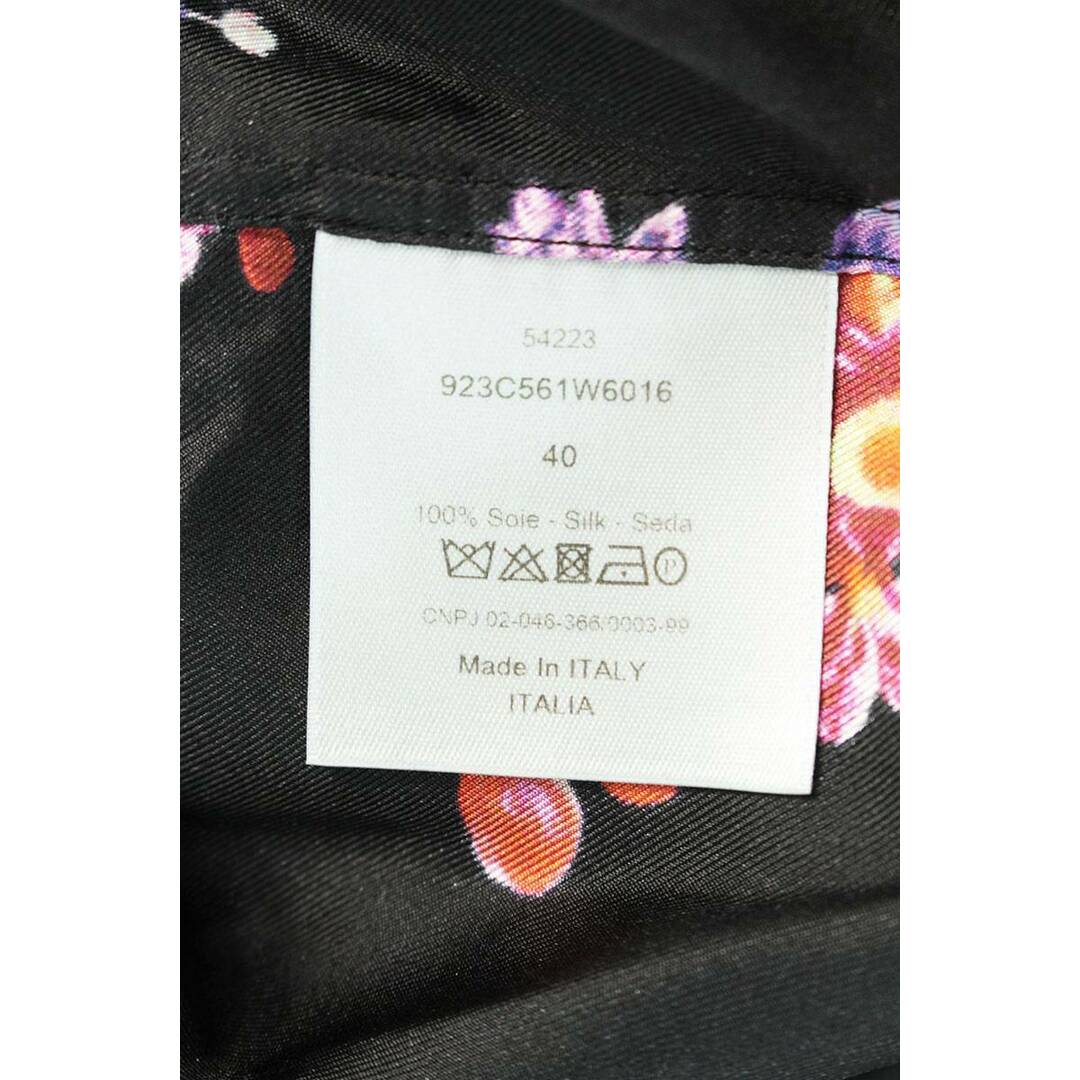 54223
923C561W6016
40
100% Soie - Silk - Seda
P
CNPJ 02-046-366/0003-99
Made In ITALY
ITALIA